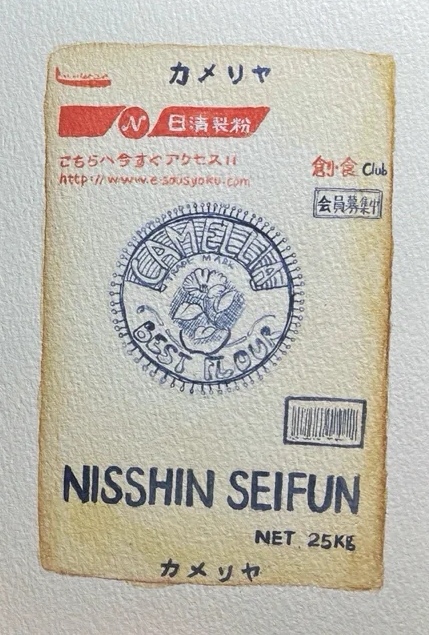 カメリヤ
N 日清製粉
こちらへ今すぐアクセス!!
http://www.e-sousyoku.com
創・食 Club
会員募集中
CAMELLIA
MARK
BEST FLOUR
NISSHIN SEIFUN
NET. 25Kg
カメリヤ